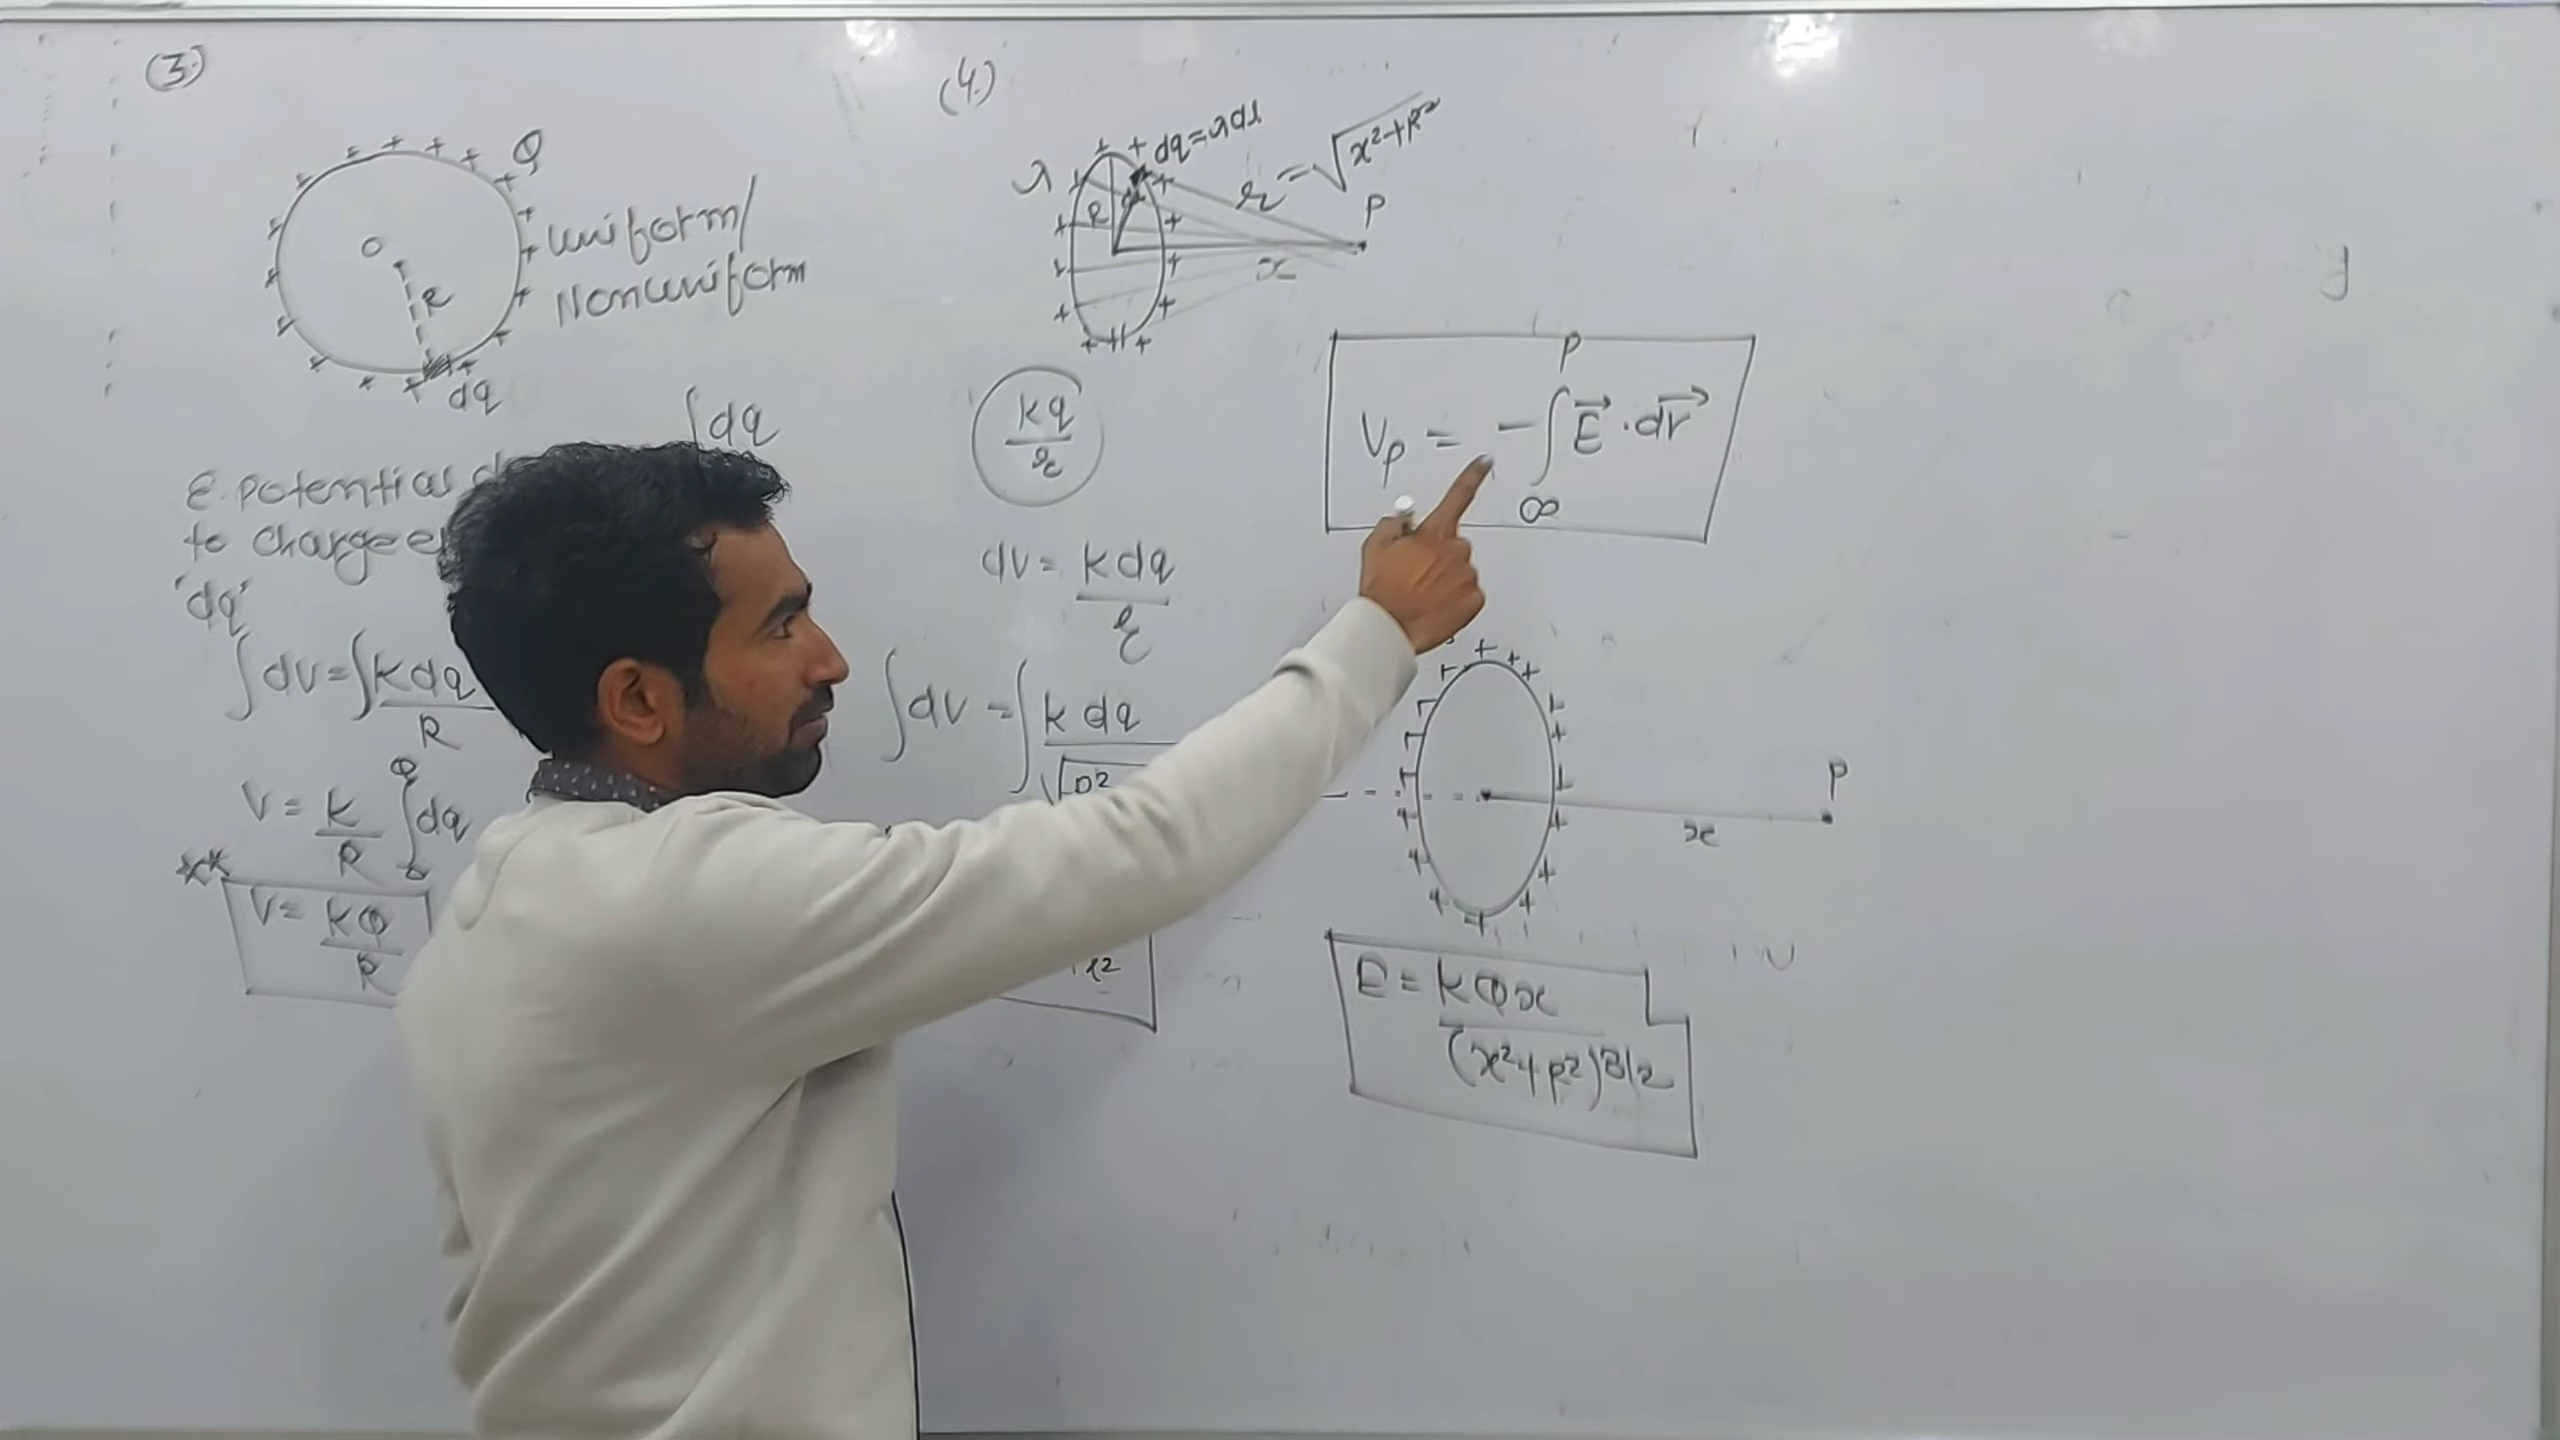 (3.)
Q
uniform/
Nonuniform
O
R
dq
∫dq
E. potential
to charge
'dq'
∫dv = ∫kdq/R
V = k/R ∫dq
**
V = kQ/R
(4.)
λ
dq=λdl
r = √x²+R²
R
P
x
kq/r
dv = kdq/r
∫dv = ∫k dq/√R²
Vp = -∫E⃗.dr⃗
P
∞
P
x
E = kQx/(x²+R²)^3/2